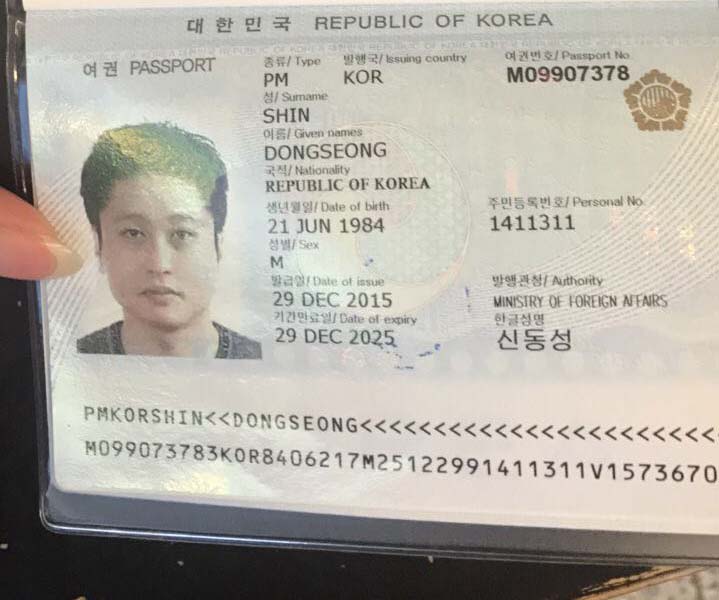 대한민국 REPUBLIC OF KOREA
여권 PASSPORT
종류/ Type 발행국/ Issuing country 여권번호/ Passport No
PM KOR M09907378
성/ Surname
SHIN
이름/ Given names
DONGSEONG
국적/ Nationality
REPUBLIC OF KOREA
생년월일/ Date of birth 주민등록번호/ Personal No.
21 JUN 1984 1411311
성별/ Sex
M
발급일/ Date of issue 발행관청/ Authority
29 DEC 2015 MINISTRY OF FOREIGN AFFAIRS
기간만료일/ Date of expiry 한글성명
29 DEC 2025 신동성
PMKORSHIN<<DONGSEONG<<<<<<<<<<<<<<<<<<<<<<
M099073783KOR8406217M25122991411311V1573670